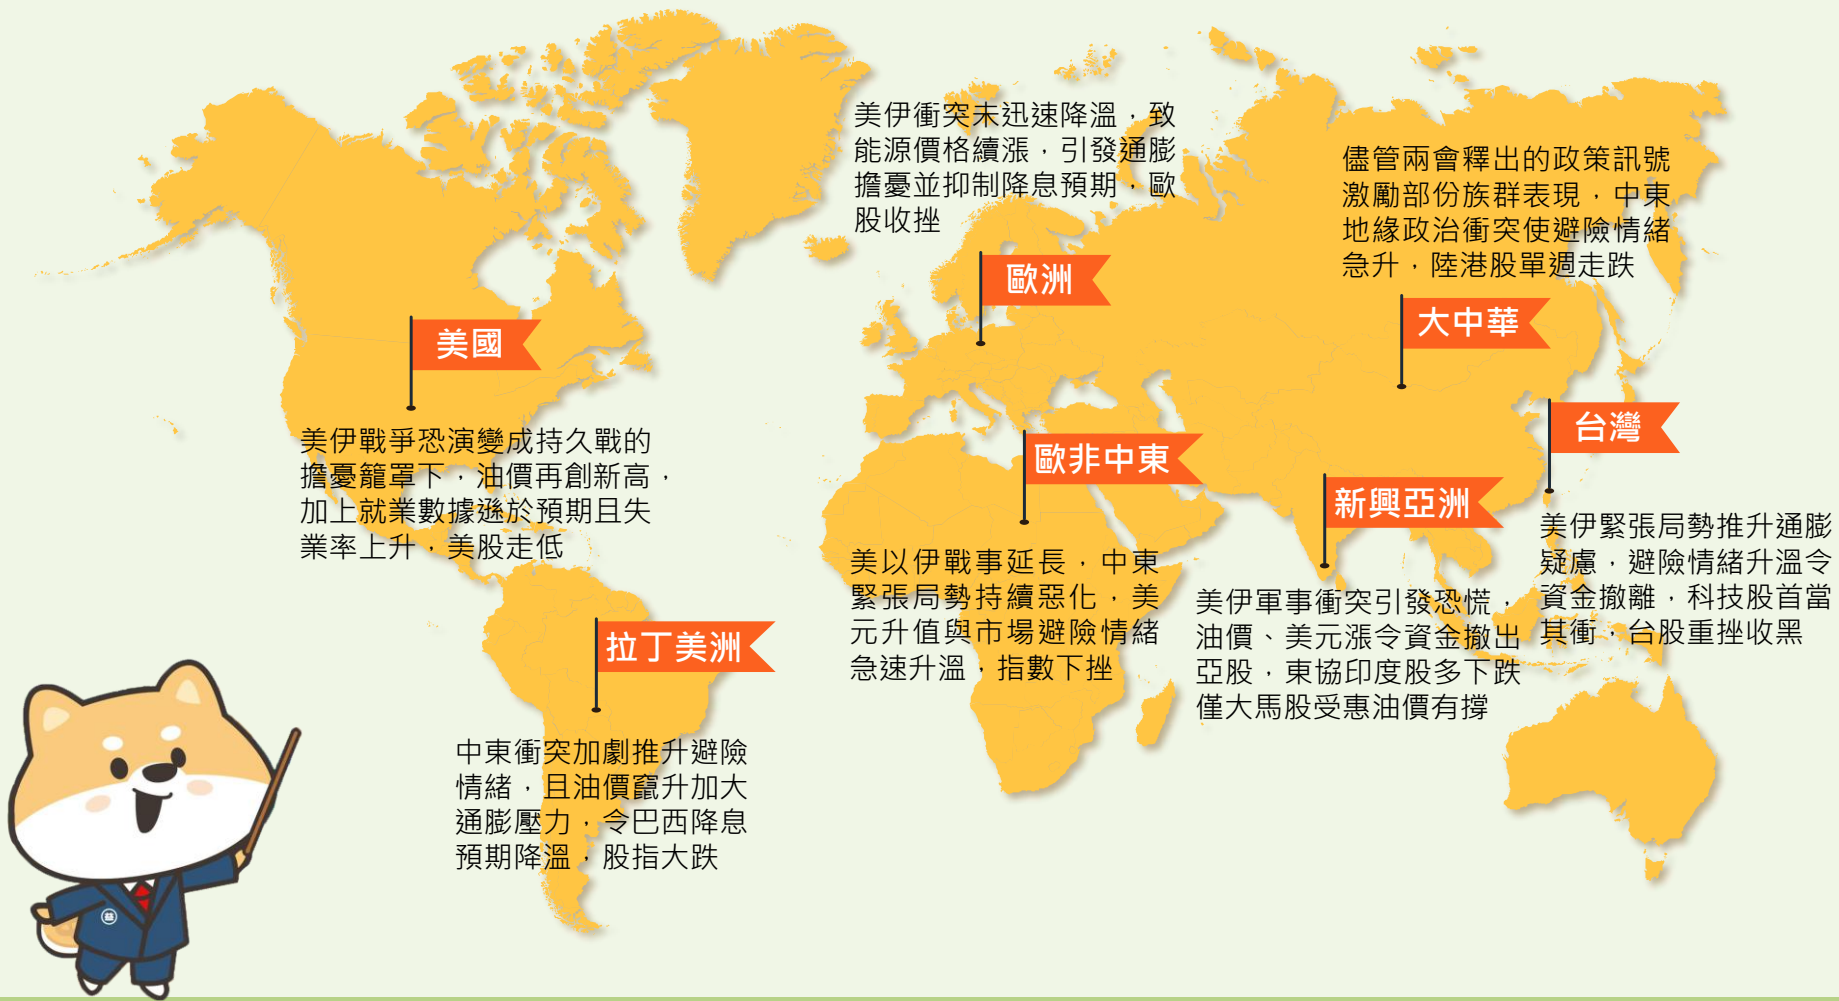 美伊衝突未迅速降溫，致
能源價格續漲，引發通膨
擔憂並抑制降息預期，歐
股收挫
歐洲
儘管兩會釋出的政策訊號
激勵部份族群表現，中東
地緣政治衝突使避險情緒
急升，陸港股單週走跌
大中華
美國
美伊戰爭恐演變成持久戰的
擔憂籠罩下，油價再創新高，
加上就業數據遜於預期且失
業率上升，美股走低
歐非中東
美以伊戰事延長，中東
緊張局勢持續惡化，美
元升值與市場避險情緒
急速升溫，指數下挫
新興亞洲
美伊軍事衝突引發恐慌，
油價、美元漲令資金撤出
亞股，東協印度股多下跌
僅大馬股受惠油價有撐
台灣
美伊緊張局勢推升通膨
疑慮，避險情緒升溫令
資金撤離，科技股首當
其衝，台股重挫收黑
拉丁美洲
中東衝突加劇推升避險
情緒，且油價竄升加大
通膨壓力，令巴西降息
預期降溫，股指大跌